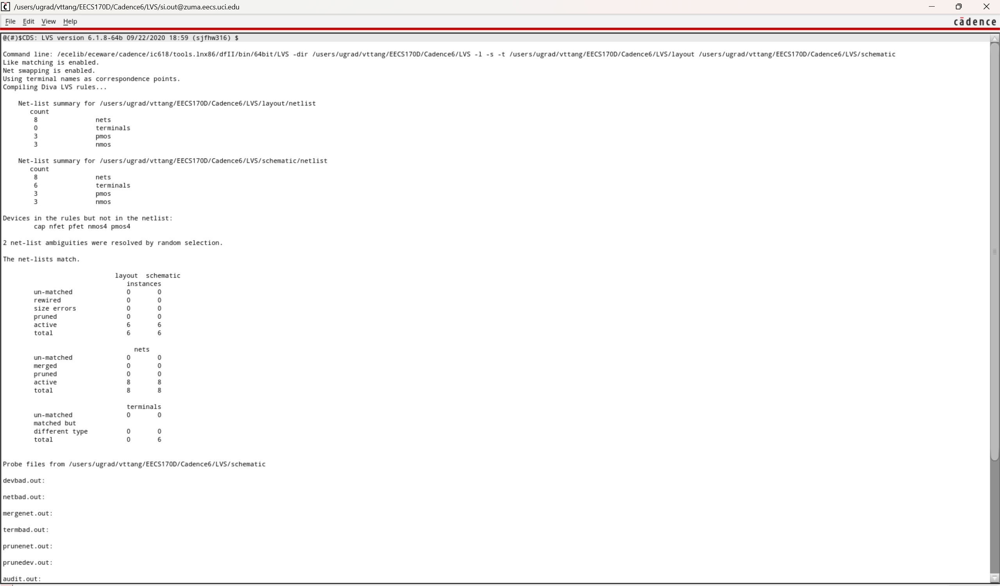 /users/ugrad/vttang/EECS170D/Cadence6/LVS/si.out@zuma.eecs.uci.edu
File Edit View Help
cādence
@(#)$CDS: LVS version 6.1.8-64b 09/22/2020 18:59 (sjfhw316) $
Command line: /ecelib/eceware/cadence/ic618/tools.lnx86/dfII/bin/64bit/LVS -dir /users/ugrad/vttang/EECS170D/Cadence6/LVS -l -s -t /users/ugrad/vttang/EECS170D/Cadence6/LVS/layout /users/ugrad/vttang/EECS170D/Cadence6/LVS/schematic
Like matching is enabled.
Net swapping is enabled.
Using terminal names as correspondence points.
Compiling Diva LVS rules...
Net-list summary for /users/ugrad/vttang/EECS170D/Cadence6/LVS/layout/netlist
count
8 nets
0 terminals
3 pmos
3 nmos
Net-list summary for /users/ugrad/vttang/EECS170D/Cadence6/LVS/schematic/netlist
count
8 nets
6 terminals
3 pmos
3 nmos
Devices in the rules but not in the netlist:
cap nfet pfet nmos4 pmos4
2 net-list ambiguities were resolved by random selection.
The net-lists match.
layout schematic
instances
un-matched 0 0
rewired 0 0
size errors 0 0
pruned 0 0
active 6 6
total 6 6
nets
un-matched 0 0
merged 0 0
pruned 0 0
active 8 8
total 8 8
terminals
un-matched 0 0
matched but
different type 0 0
total 0 6
Probe files from /users/ugrad/vttang/EECS170D/Cadence6/LVS/schematic
devbad.out:
netbad.out:
mergenet.out:
termbad.out:
prunenet.out:
prunedev.out:
audit.out: